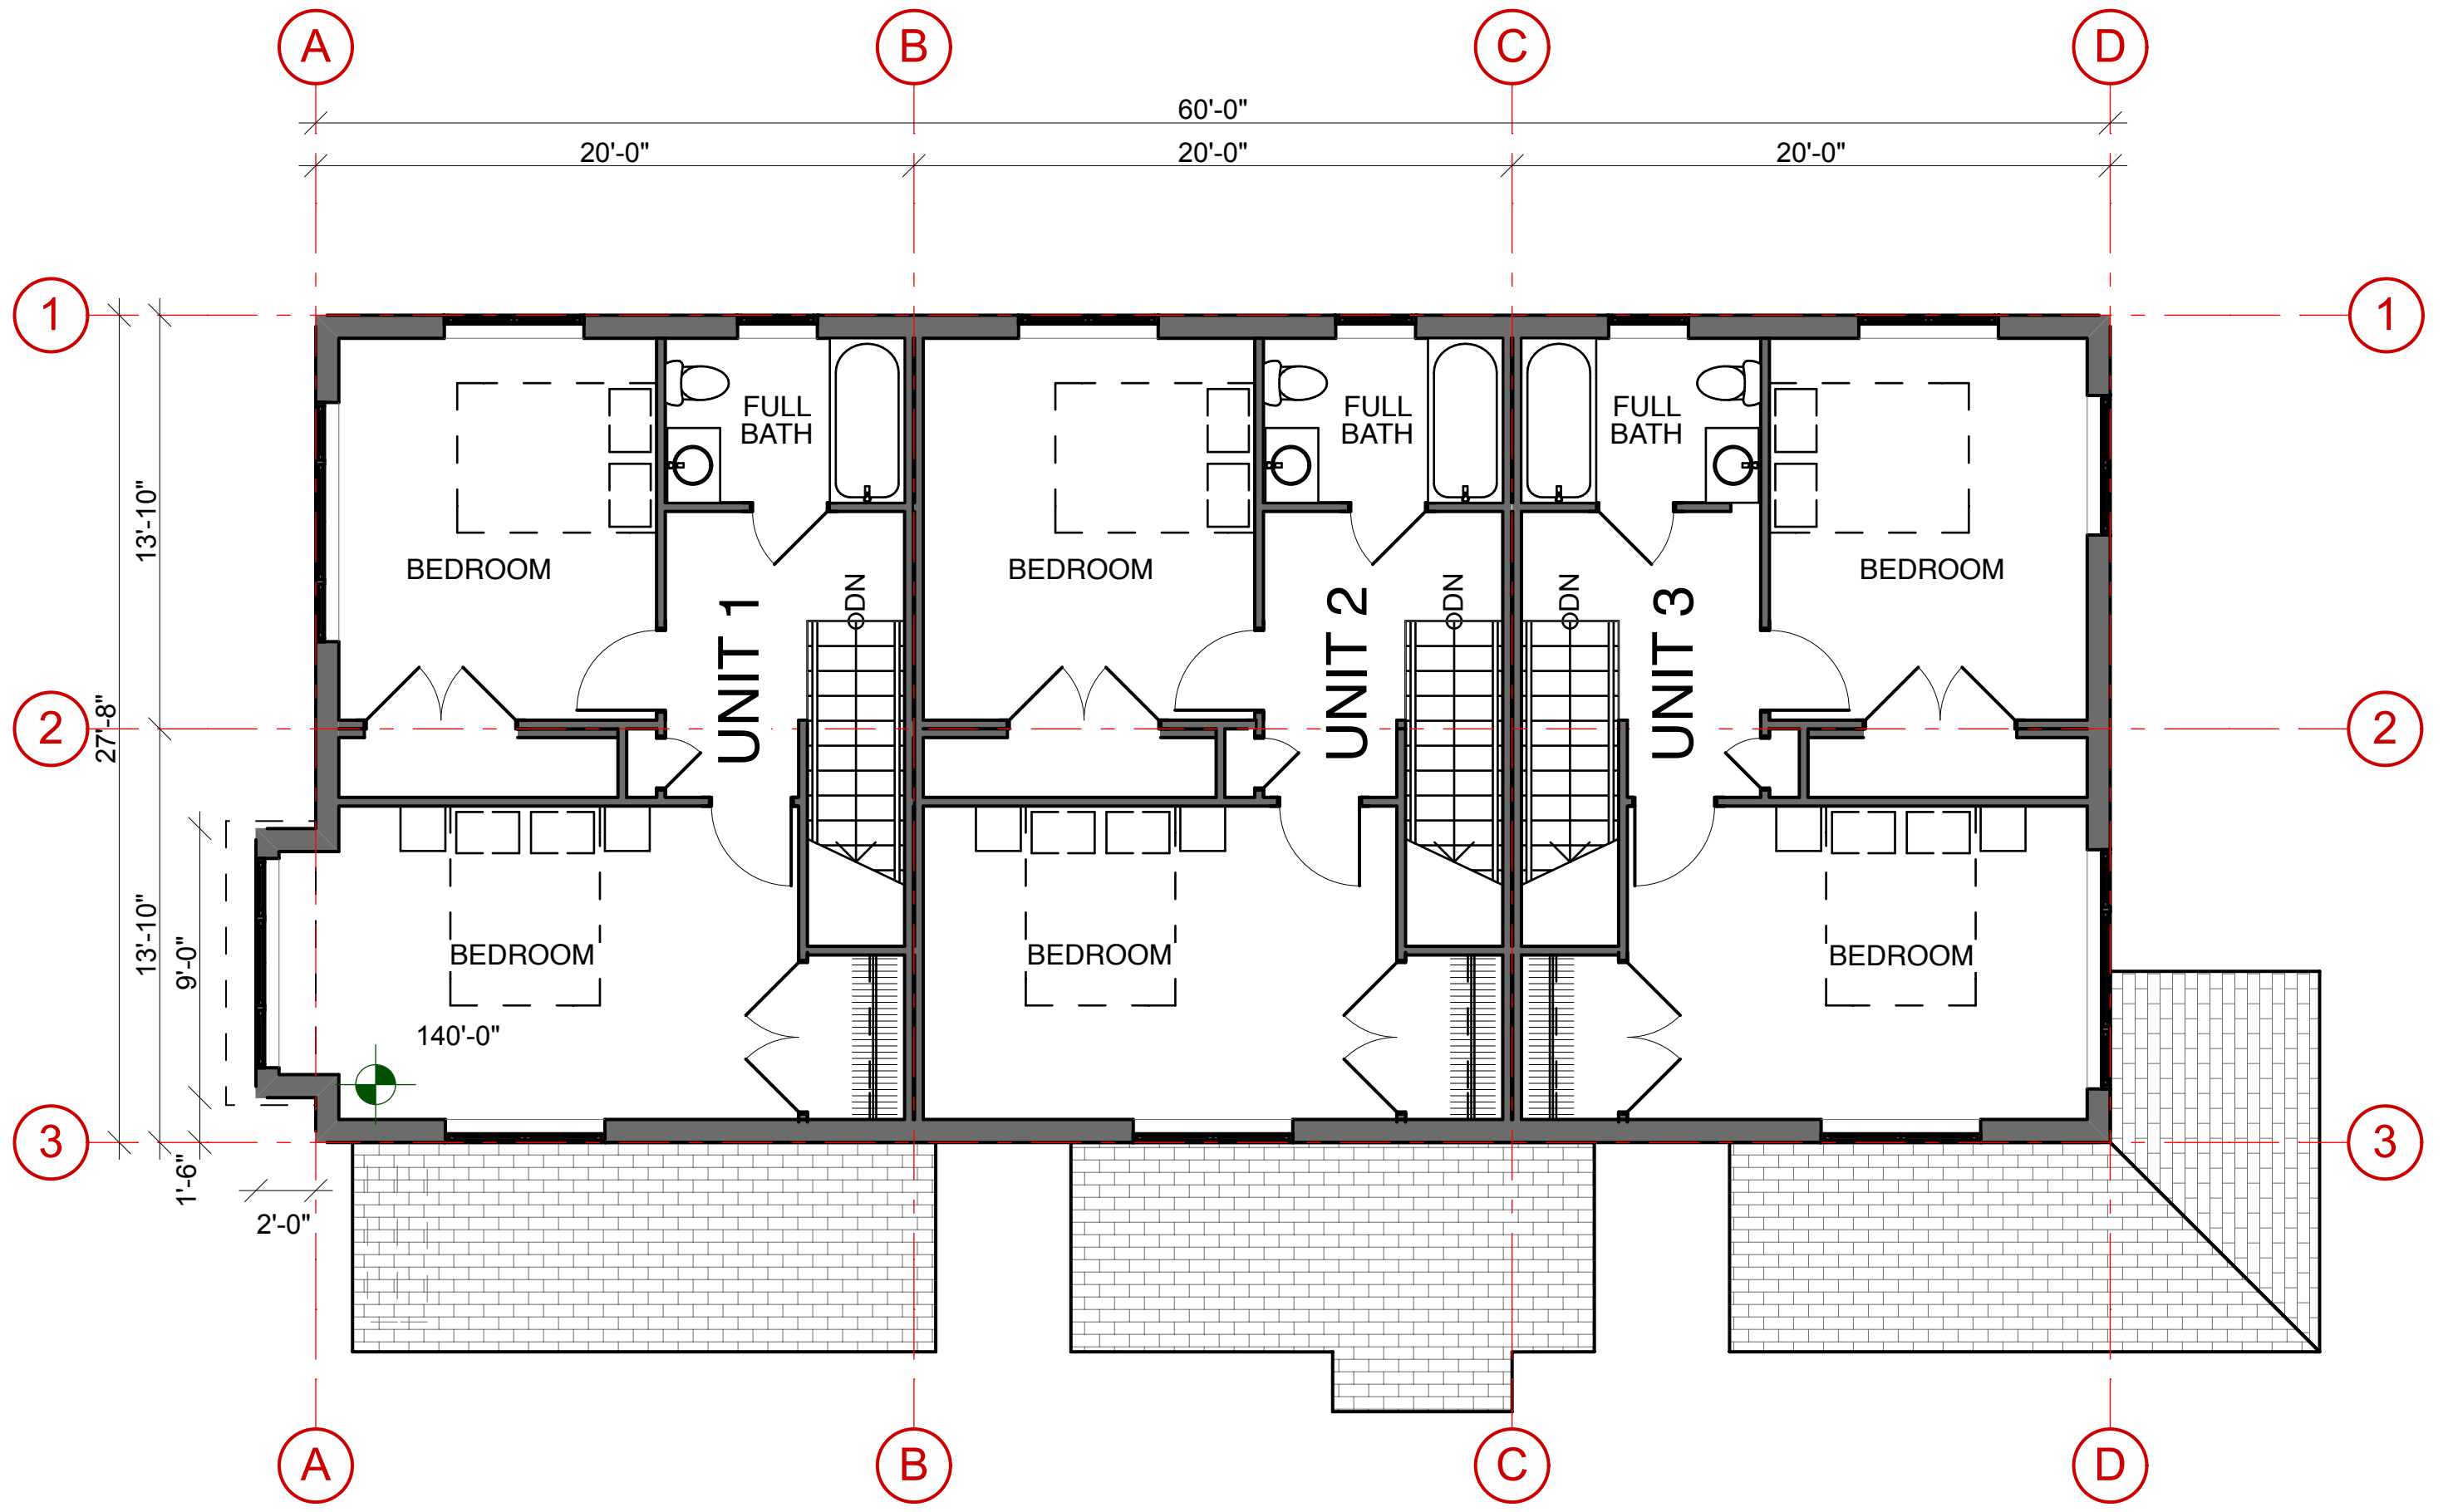 A B C D
60'-0"
20'-0" 20'-0" 20'-0"
1 1
FULL FULL FULL
BATH BATH BATH
13'-10"
BEDROOM BEDROOM BEDROOM
DN DN DN
UNIT 1 UNIT 2 UNIT 3
2 2
27'-8"
13'-10"
9'-0"
BEDROOM BEDROOM BEDROOM
140'-0"
3 3
1'-6"
2'-0"
A B C D